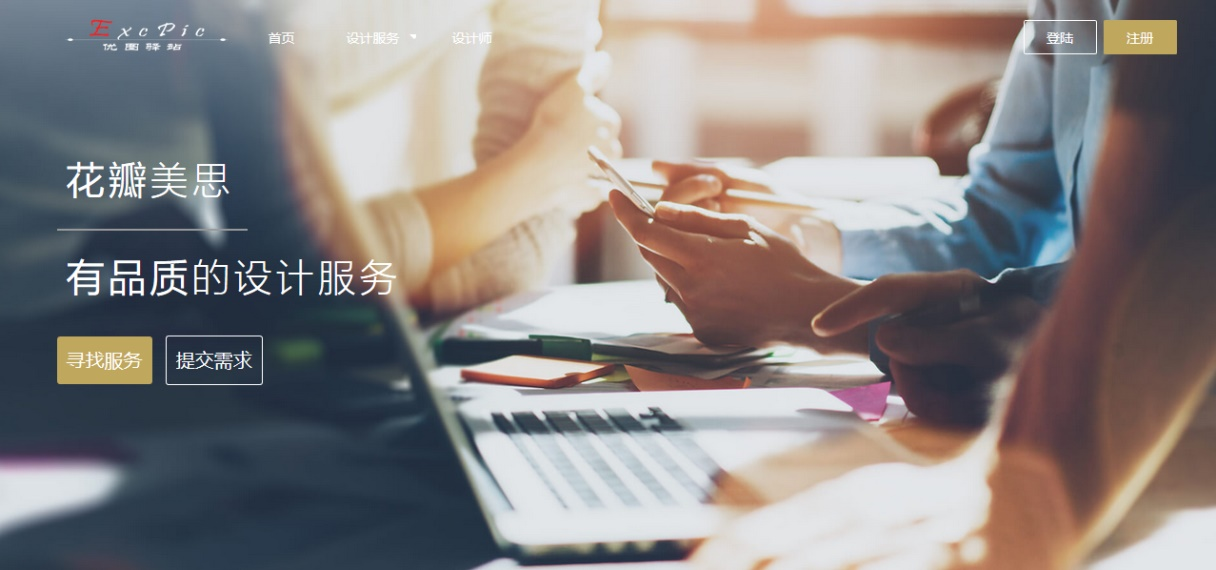 ExcPic
优图驿站
首页 设计服务 设计师 登陆 注册
花瓣美思
有品质的设计服务
寻找服务 提交需求